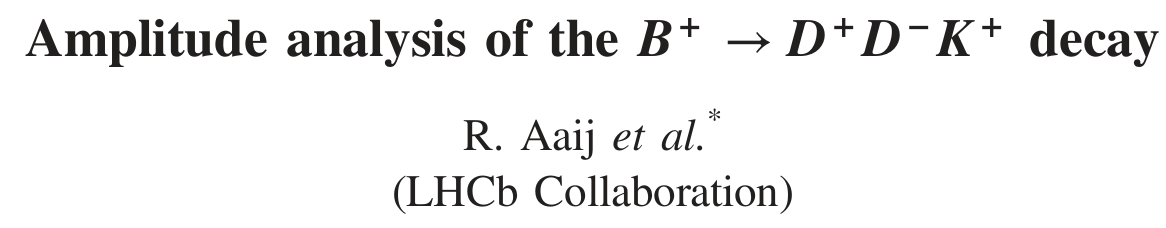 Amplitude analysis of the B⁺ → D⁺D⁻K⁺ decay
R. Aaij et al.*
(LHCb Collaboration)